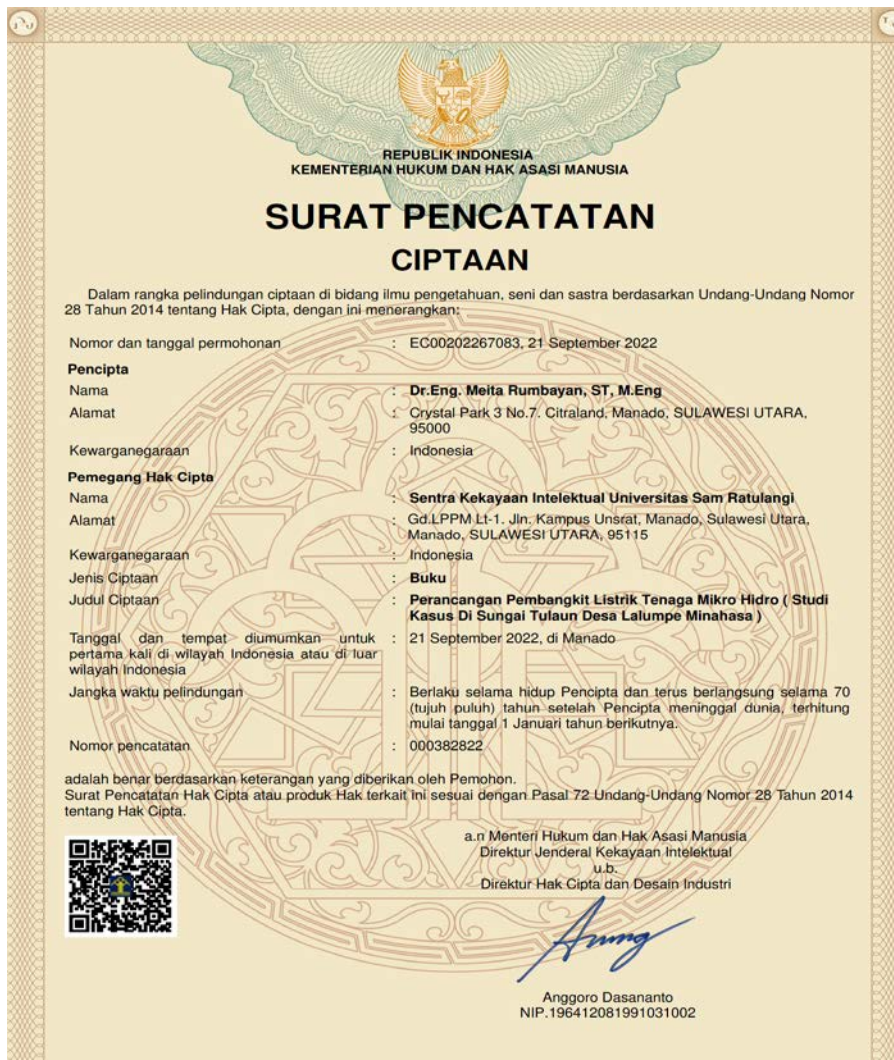 REPUBLIK INDONESIA
KEMENTERIAN HUKUM DAN HAK ASASI MANUSIA
SURAT PENCATATAN
CIPTAAN
Dalam rangka pelindungan ciptaan di bidang ilmu pengetahuan, seni dan sastra berdasarkan Undang-Undang Nomor
28 Tahun 2014 tentang Hak Cipta, dengan ini menerangkan:
Nomor dan tanggal permohonan : EC00202267083, 21 September 2022
Pencipta
Nama : Dr.Eng. Meita Rumbayan, ST, M.Eng
Alamat : Crystal Park 3 No.7. Citraland, Manado, SULAWESI UTARA,
95000
Kewarganegaraan : Indonesia
Pemegang Hak Cipta
Nama : Sentra Kekayaan Intelektual Universitas Sam Ratulangi
Alamat : Gd.LPPM Lt-1. Jln. Kampus Unsrat, Manado, Sulawesi Utara,
Manado, SULAWESI UTARA, 95115
Kewarganegaraan : Indonesia
Jenis Ciptaan : Buku
Judul Ciptaan : Perancangan Pembangkit Listrik Tenaga Mikro Hidro ( Studi
Kasus Di Sungai Tulaun Desa Lalumpe Minahasa )
Tanggal dan tempat diumumkan untuk : 21 September 2022, di Manado
pertama kali di wilayah Indonesia atau di luar
wilayah Indonesia
Jangka waktu pelindungan : Berlaku selama hidup Pencipta dan terus berlangsung selama 70
(tujuh puluh) tahun setelah Pencipta meninggal dunia, terhitung
mulai tanggal 1 Januari tahun berikutnya.
Nomor pencatatan : 000382822
adalah benar berdasarkan keterangan yang diberikan oleh Pemohon.
Surat Pencatatan Hak Cipta atau produk Hak terkait ini sesuai dengan Pasal 72 Undang-Undang Nomor 28 Tahun 2014
tentang Hak Cipta.
a.n Menteri Hukum dan Hak Asasi Manusia
Direktur Jenderal Kekayaan Intelektual
u.b.
Direktur Hak Cipta dan Desain Industri
Anggoro Dasananto
NIP.196412081991031002